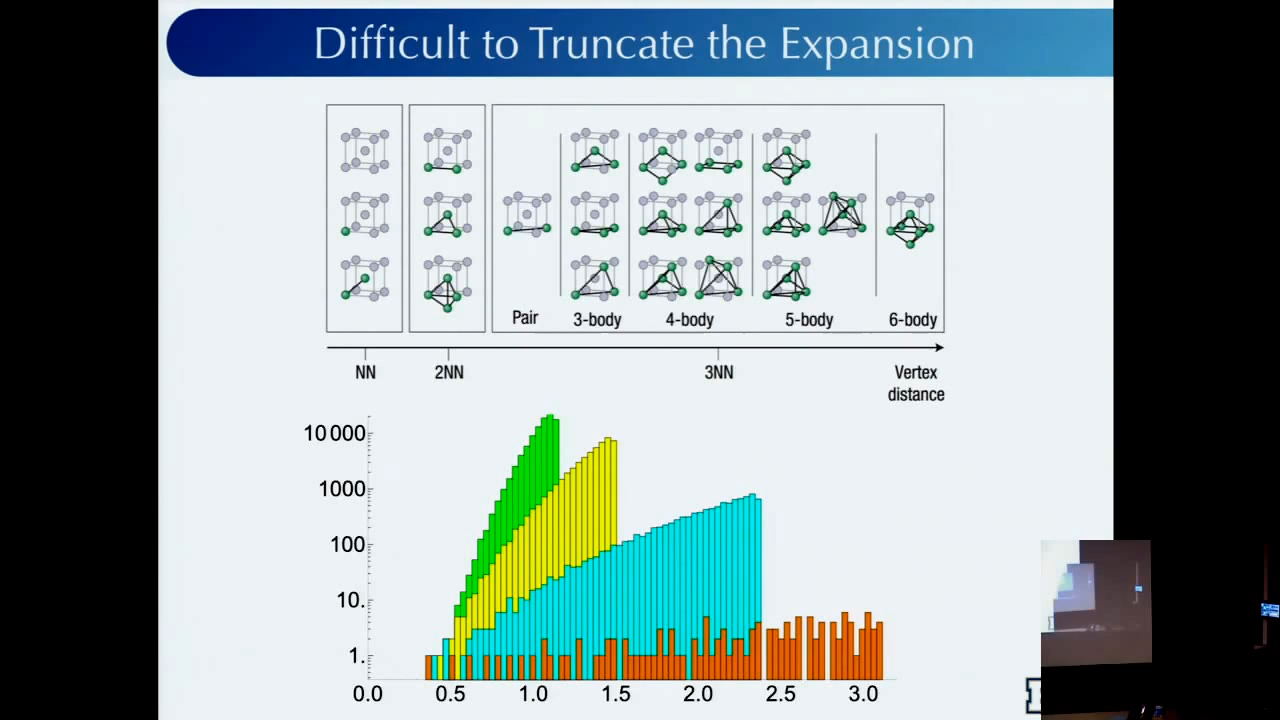 Difficult to Truncate the Expansion
Pair 3-body 4-body 5-body 6-body
NN 2NN 3NN Vertex
distance
10 000
1000
100
10.
1.
0.0 0.5 1.0 1.5 2.0 2.5 3.0